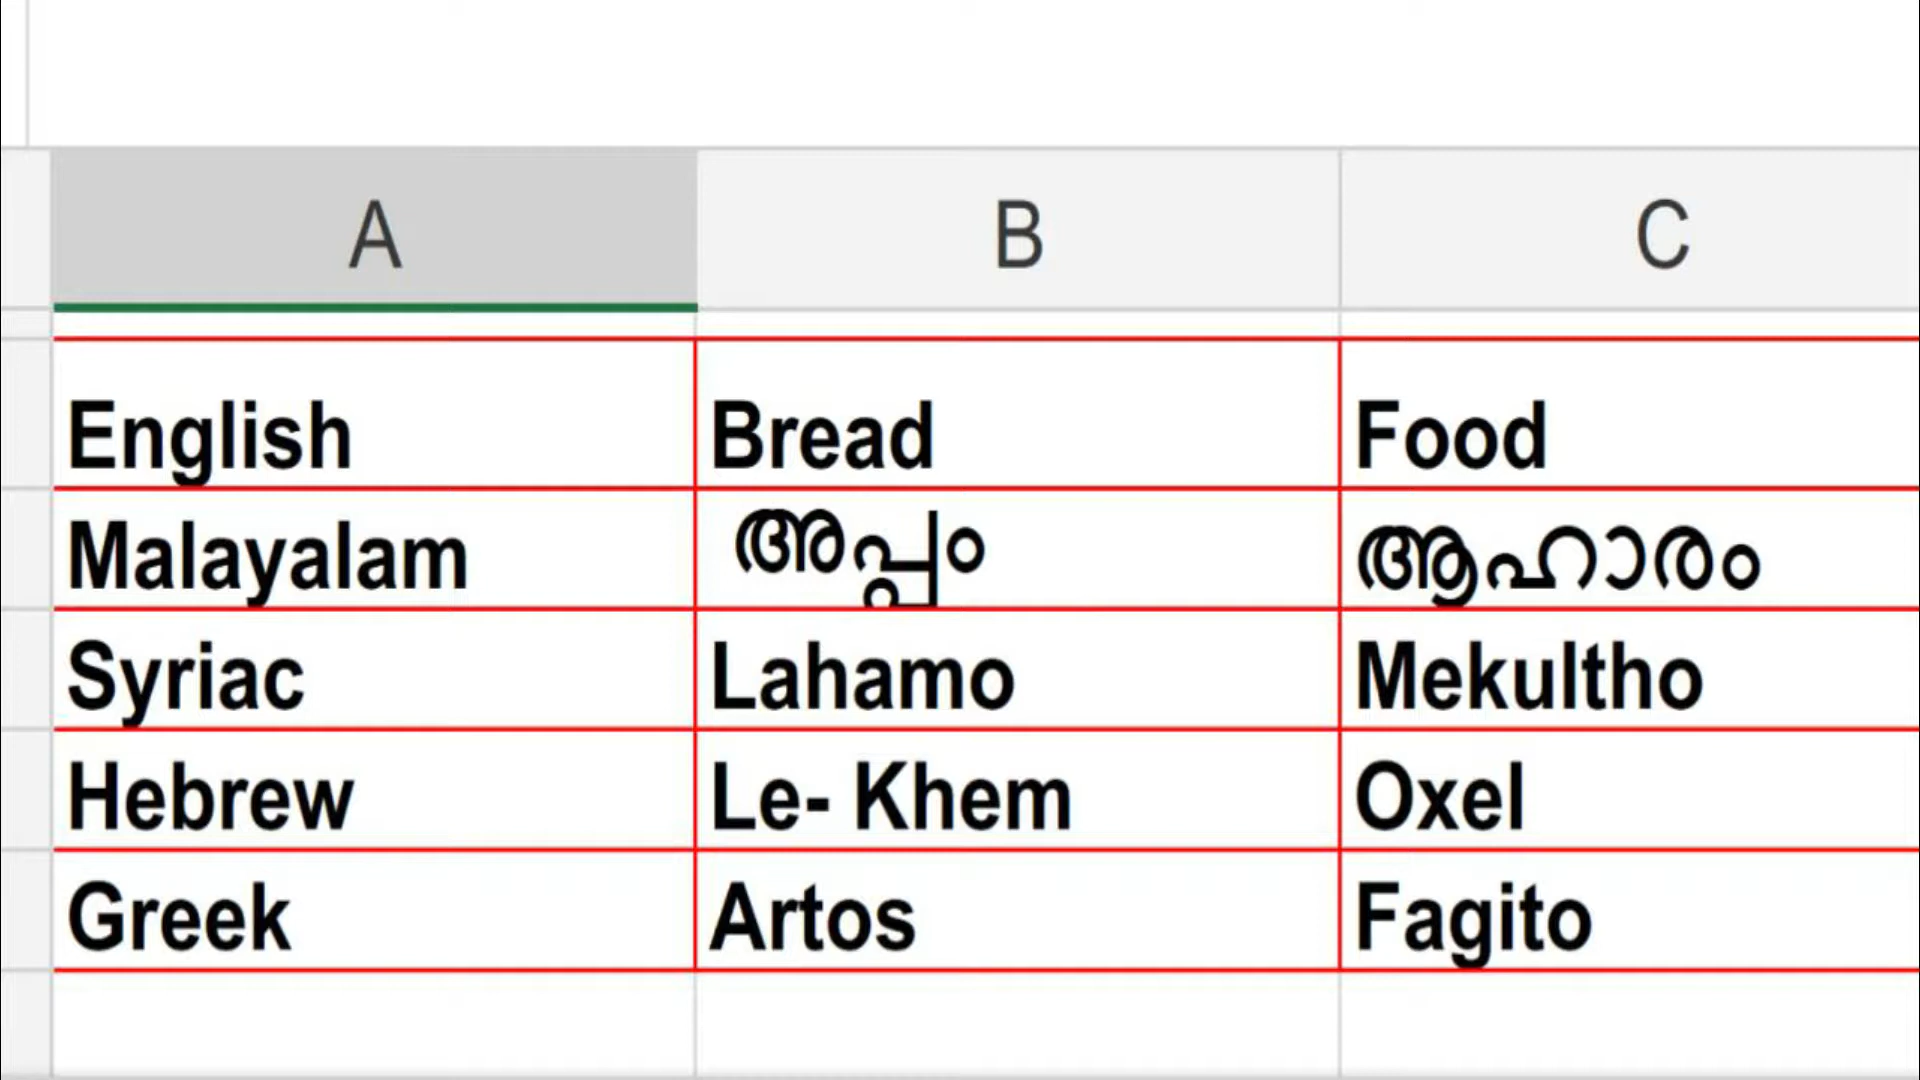 A B C
English Bread Food
Malayalam അപ്പം ആഹാരം
Syriac Lahamo Mekultho
Hebrew Le- Khem Oxel
Greek Artos Fagito